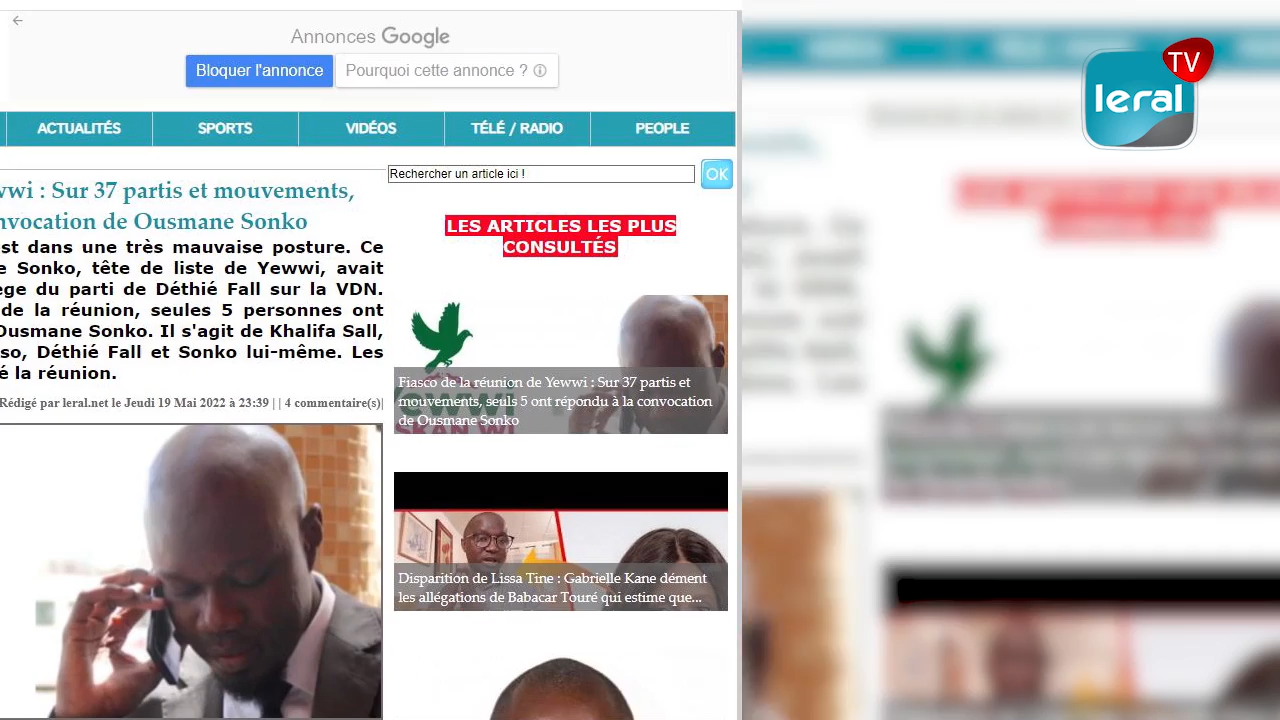 Annonces Google
Bloquer l'annonce
Pourquoi cette annonce ?
ACTUALITÉS
SPORTS
VIDÉOS
TÉLÉ / RADIO
PEOPLE
wwi : Sur 37 partis et mouvements,
nvocation de Ousmane Sonko
st dans une très mauvaise posture. Ce
e Sonko, tête de liste de Yewwi, avait
ège du parti de Déthié Fall sur la VDN.
de la réunion, seules 5 personnes ont
Ousmane Sonko. Il s'agit de Khalifa Sall,
so, Déthié Fall et Sonko lui-même. Les
é la réunion.
Rédigé par leral.net le Jeudi 19 Mai 2022 à 23:39 | | 4 commentaire(s)|
Rechercher un article ici !
OK
LES ARTICLES LES PLUS
CONSULTÉS
Fiasco de la réunion de Yewwi : Sur 37 partis et
mouvements, seuls 5 ont répondu à la convocation
de Ousmane Sonko
Disparition de Lissa Tine : Gabrielle Kane dément
les allégations de Babacar Touré qui estime que...
leral
TV